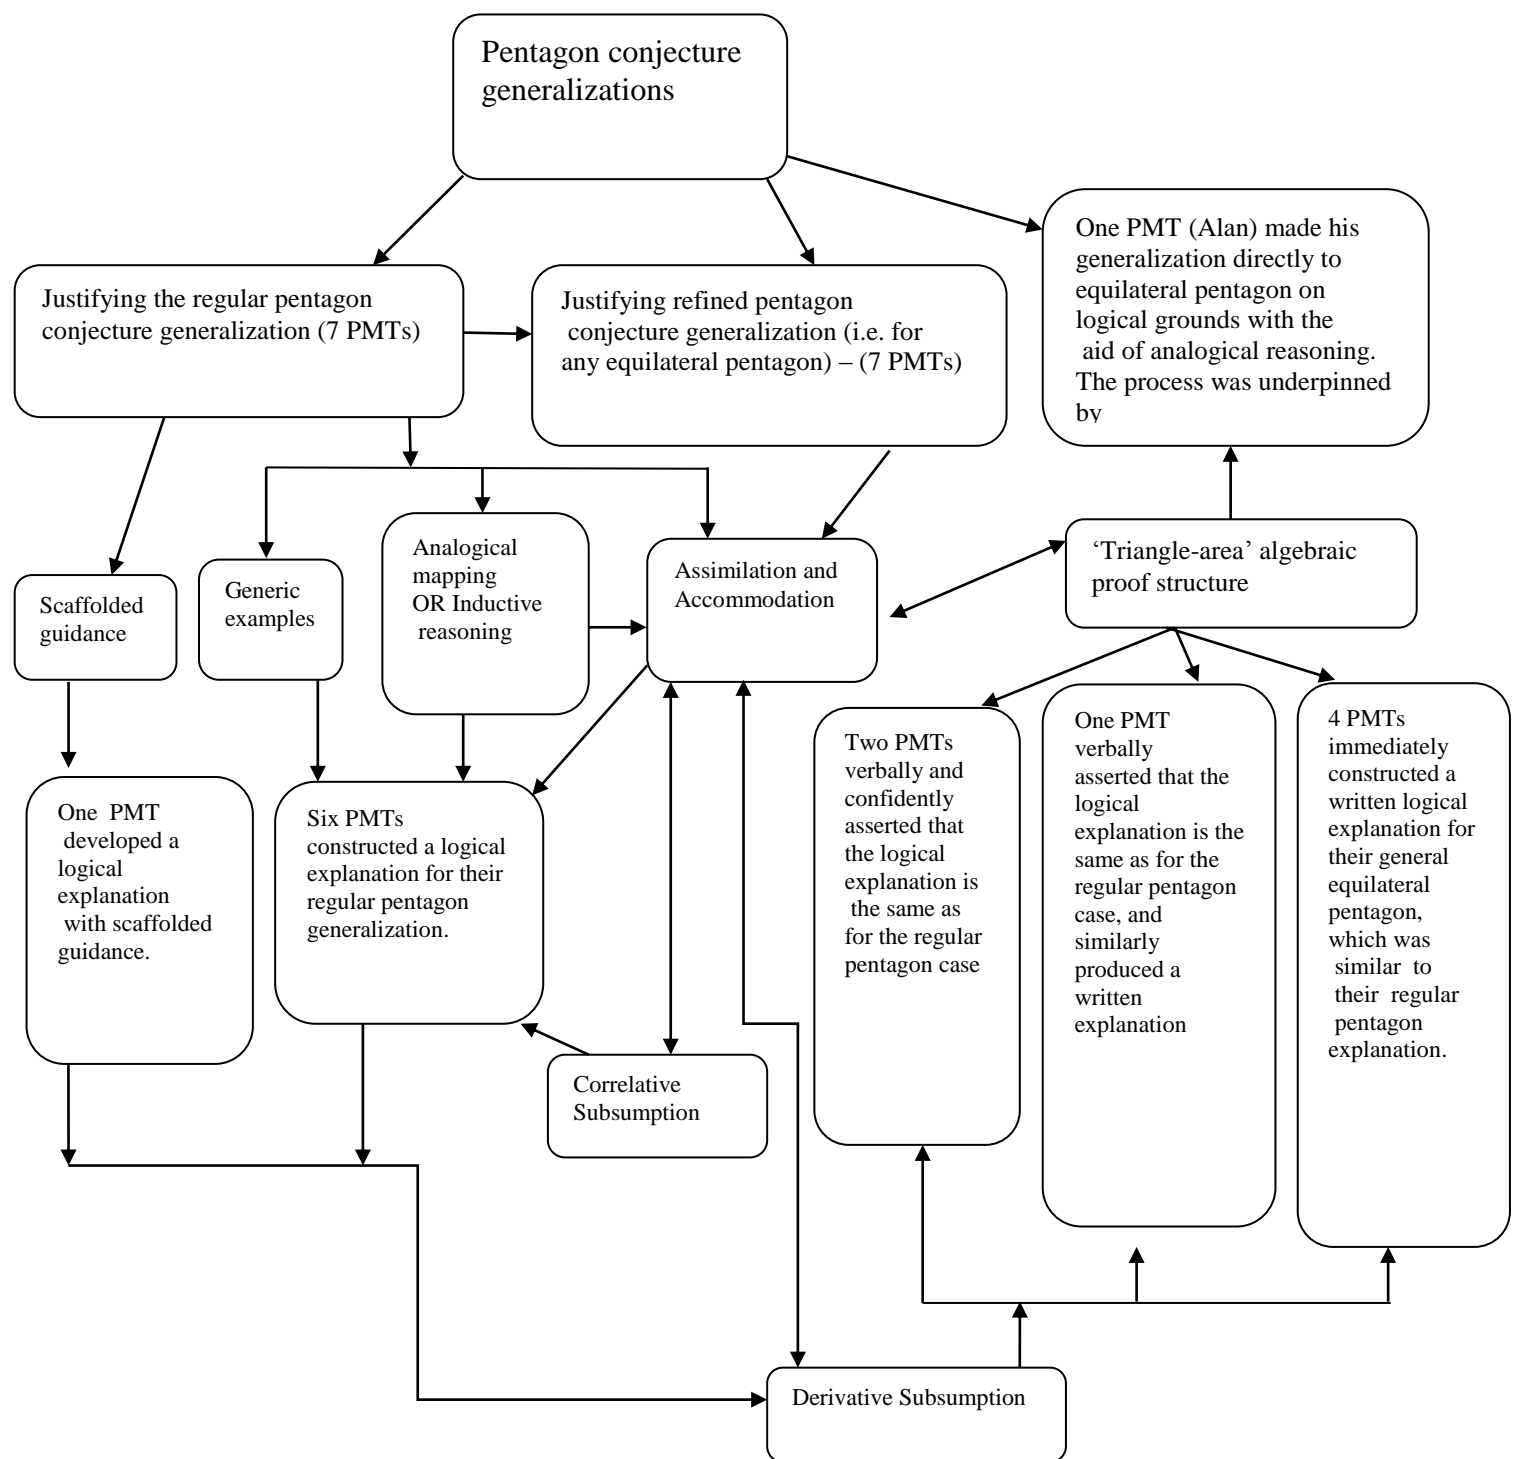 Pentagon conjecture
generalizations
One PMT (Alan) made his
generalization directly to
equilateral pentagon on
logical grounds with the
aid of analogical reasoning.
The process was underpinned
by
Justifying the regular pentagon
conjecture generalization (7 PMTs)
Justifying refined pentagon
conjecture generalization (i.e. for
any equilateral pentagon) – (7 PMTs)
Scaffolded
guidance
Generic
examples
Analogical
mapping
OR Inductive
reasoning
Assimilation and
Accommodation
‘Triangle-area’ algebraic
proof structure
One PMT
developed a
logical
explanation
with scaffolded
guidance.
Six PMTs
constructed a logical
explanation for their
regular pentagon
generalization.
Two PMTs
verbally and
confidently
asserted that
the logical
explanation is
the same as
for the regular
pentagon case
One PMT
verbally
asserted that the
logical
explanation is the
same as for the
regular pentagon
case, and
similarly
produced a
written
explanation
4 PMTs
immediately
constructed a
written logical
explanation for
their general
equilateral
pentagon,
which was
similar to
their regular
pentagon
explanation.
Correlative
Subsumption
Derivative Subsumption